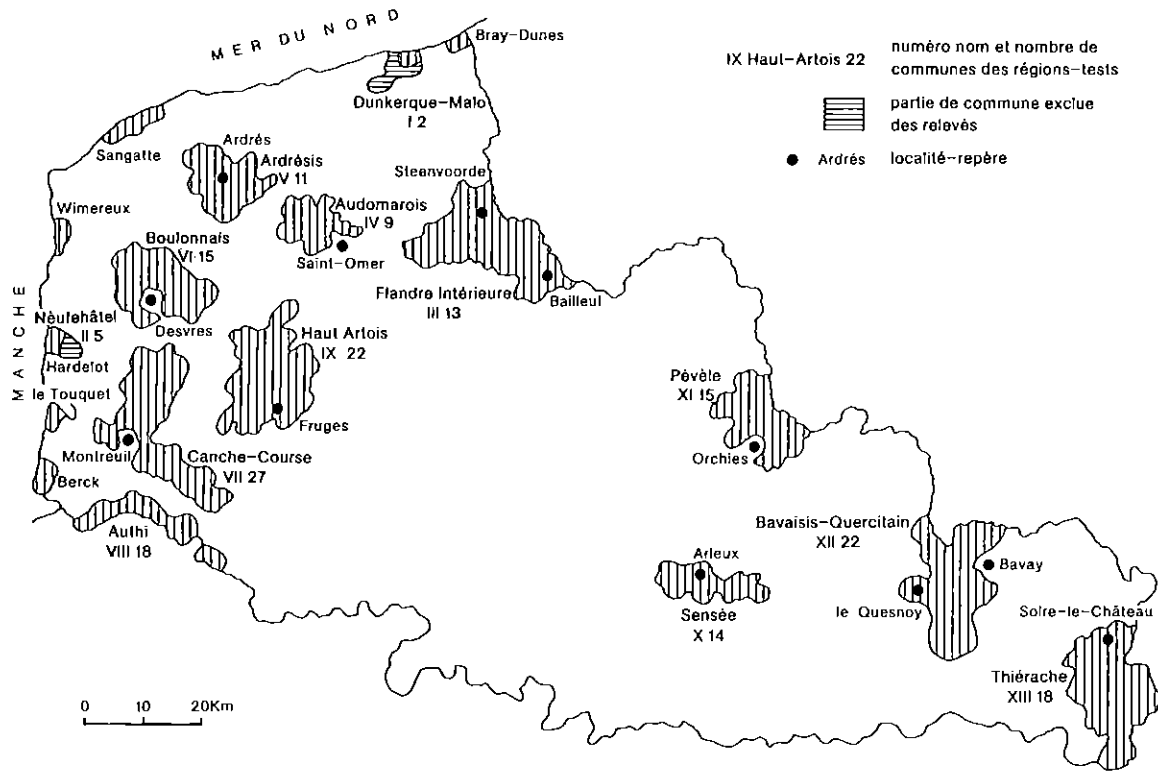 MER DU NORD
Bray-Dunes
Dunkerque-Malo
I 2
IX Haut-Artois 22
numéro nom et nombre de
communes des régions-tests
partie de commune exclue
des relevés
Ardrés
localité-repère
Sangatte
Ardrés
Ardrésis
V 11
Steenvoorde
Wimereux
Audomarois
IV 9
Saint-Omer
Boulonnais
VI 15
Desvres
Flandre Intérieure
III 13
Bailleul
MANCHE
Neufchâtel
II 5
Hardelot
Haut Artois
IX 22
Fruges
le Touquet
Montreuil
Canche-Course
VII 27
Berck
Authi
VIII 18
Pévèle
XI 15
Orchies
Bavaisis-Quercitain
XII 22
Bavay
le Quesnoy
Arleux
Sensée
X 14
Solre-le-Château
Thiérache
XIII 18
0 10 20Km